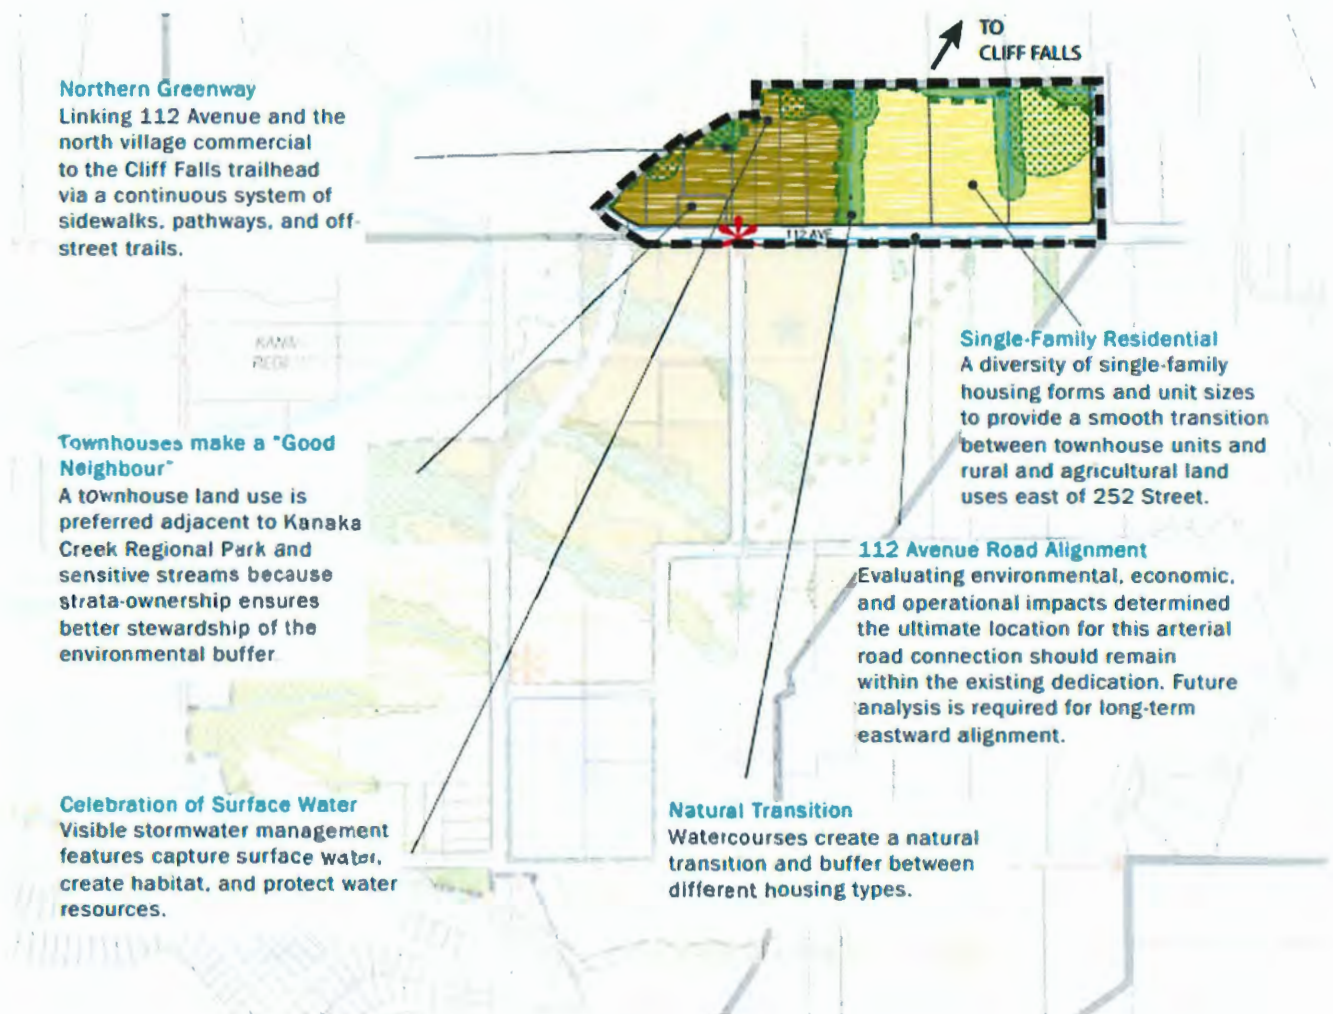 TO
CLIFF FALLS
Northern Greenway
Linking 112 Avenue and the
north village commercial
to the Cliff Falls trailhead
via a continuous system of
sidewalks, pathways, and off-
street trails.
112 AVE
Single-Family Residential
A diversity of single-family
housing forms and unit sizes
to provide a smooth transition
between townhouse units and
rural and agricultural land
uses east of 252 Street.
Townhouses make a "Good
Neighbour"
A townhouse land use is
preferred adjacent to Kanaka
Creek Regional Park and
sensitive streams because
strata-ownership ensures
better stewardship of the
environmental buffer
112 Avenue Road Alignment
Evaluating environmental, economic,
and operational impacts determined
the ultimate location for this arterial
road connection should remain
within the existing dedication. Future
analysis is required for long-term
eastward alignment.
Celebration of Surface Water
Visible stormwater management
features capture surface water,
create habitat, and protect water
resources.
Natural Transition
Watercourses create a natural
transition and buffer between
different housing types.